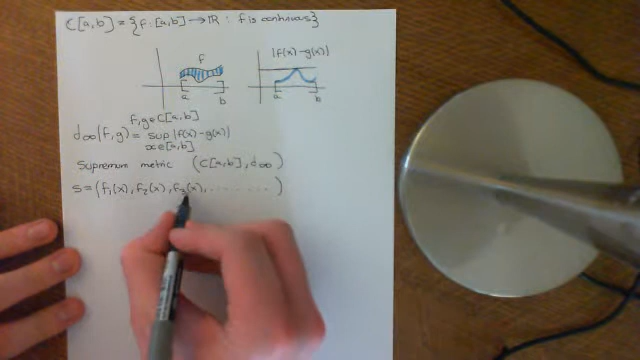 C[a,b] = {f:[a,b] → ℝ : f is continuous}
f
|f(x)-g(x)|
a b
a b
f,g∈C[a,b]
d∞(f,g) = sup |f(x)-g(x)|
x∈[a,b]
Supremum metric (C[a,b], d∞)
S = (f₁(x), f₂(x), f₃(x), ........)